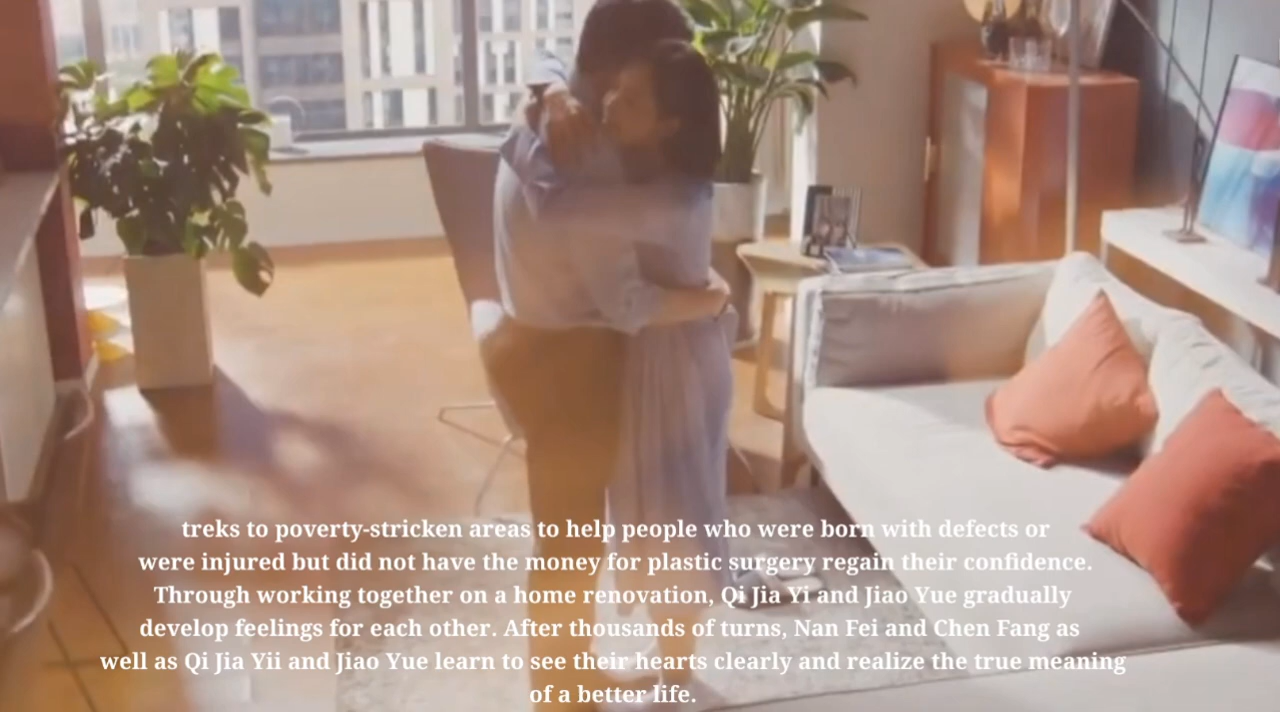 treks to poverty-stricken areas to help people who were born with defects or
were injured but did not have the money for plastic surgery regain their confidence.
Through working together on a home renovation, Qi Jia Yi and Jiao Yue gradually
develop feelings for each other. After thousands of turns, Nan Fei and Chen Fang as
well as Qi Jia Yii and Jiao Yue learn to see their hearts clearly and realize the true meaning
of a better life.